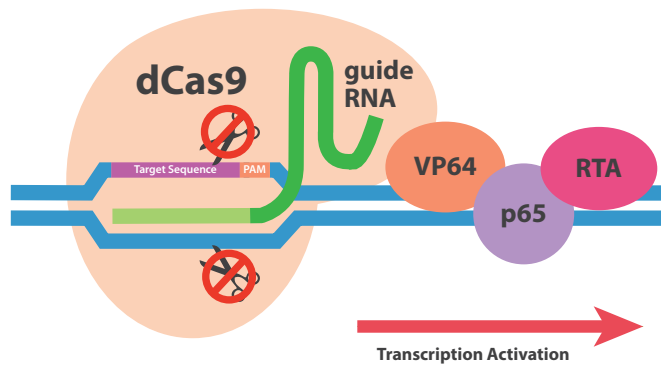 dCas9
guide
RNA
Target Sequence
PAM
VP64
p65
RTA
Transcription Activation